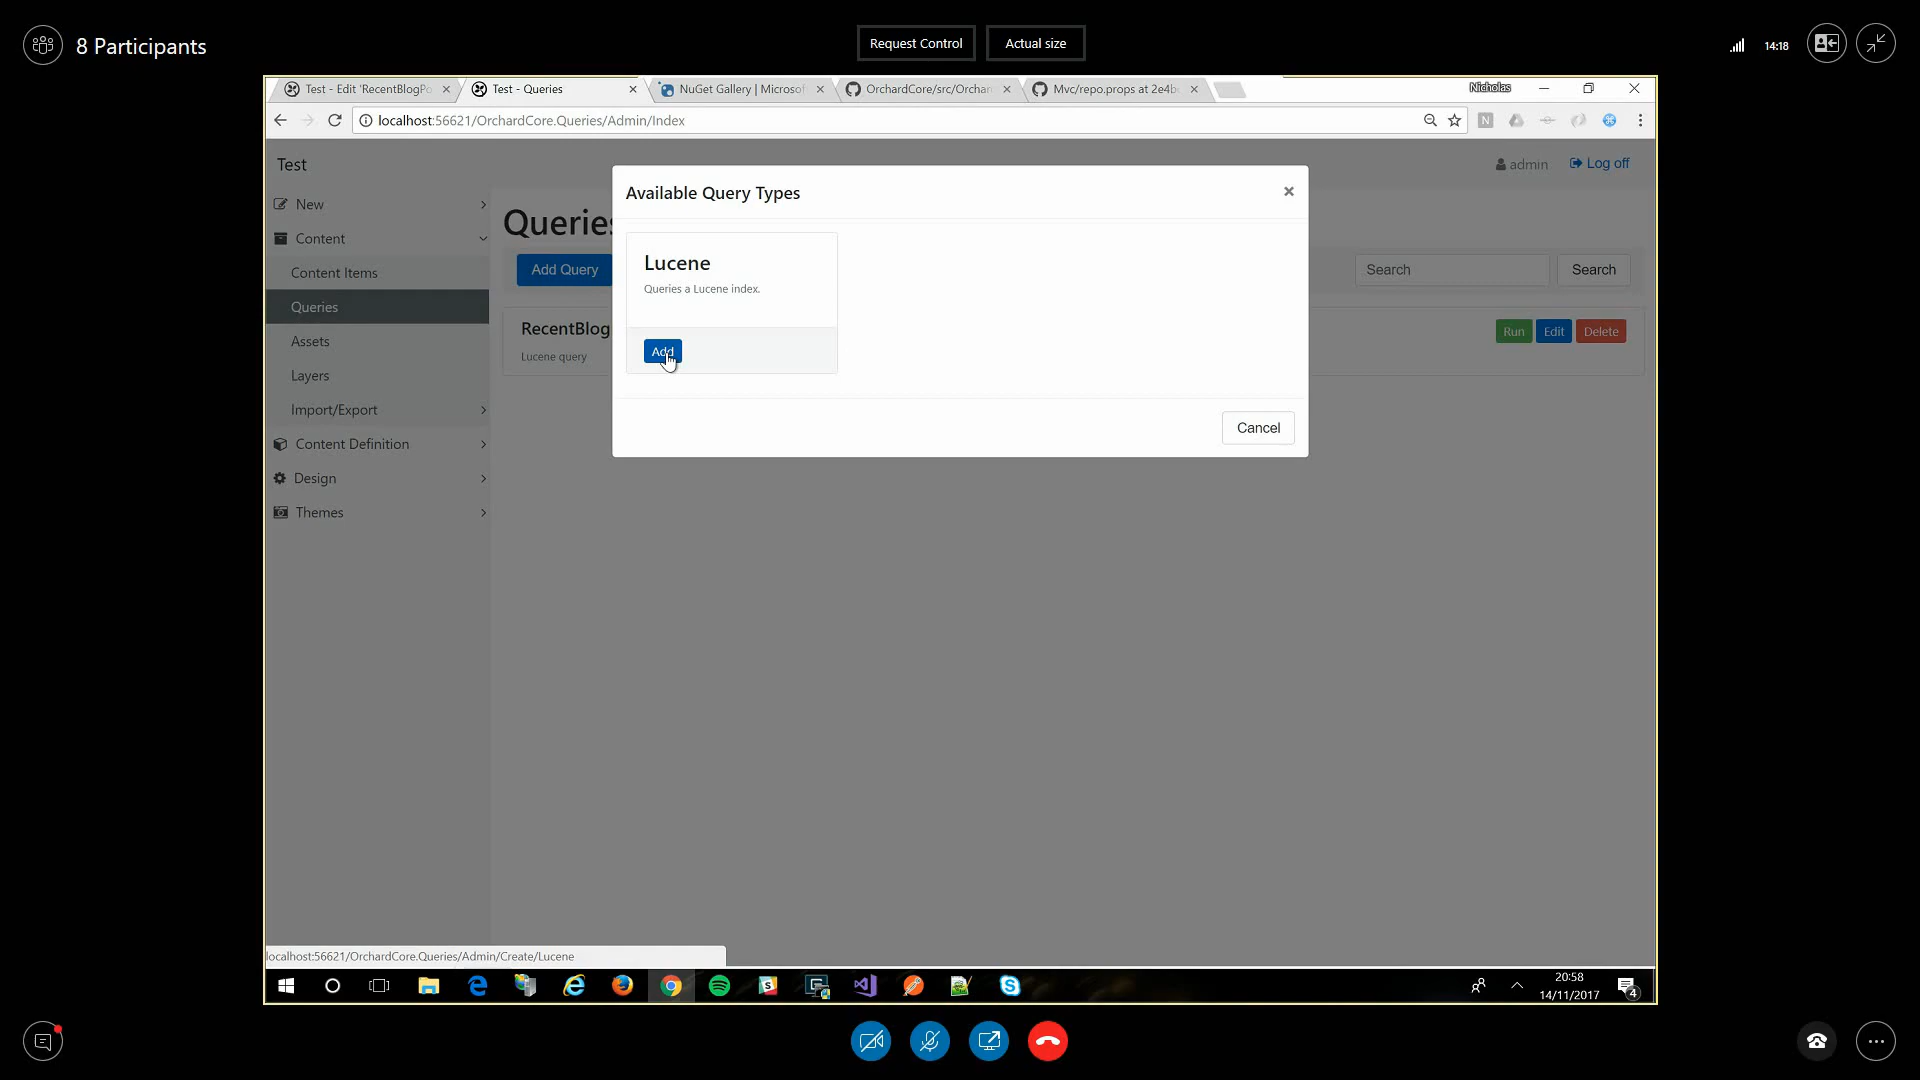 8 Participants
Request Control
Actual size
14:18
Test - Edit 'RecentBlogPo
Test - Queries
NuGet Gallery | Microsof
OrchardCore/src/Orchar
Mvc/repo.props at 2e4b
Nicholas
localhost:56621/OrchardCore.Queries/Admin/Index
N
Test
admin
Log off
New
Content
Content Items
Queries
Assets
Layers
Import/Export
Content Definition
Design
Themes
Queries
Add Query
Search
Search
RecentBlog
Lucene query
Run
Edit
Delete
Available Query Types
×
Lucene
Queries a Lucene index.
Add
Cancel
localhost:56621/OrchardCore.Queries/Admin/Create/Lucene
20:58
14/11/2017
4